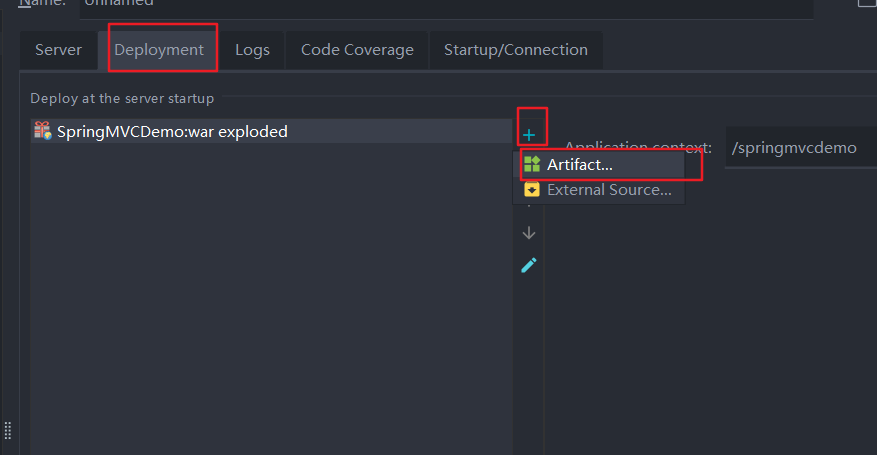 Name: Unnamed
Server Deployment Logs Code Coverage Startup/Connection
Deploy at the server startup
SpringMVCDemo:war exploded
Application context: /springmvcdemo
Artifact...
External Source...